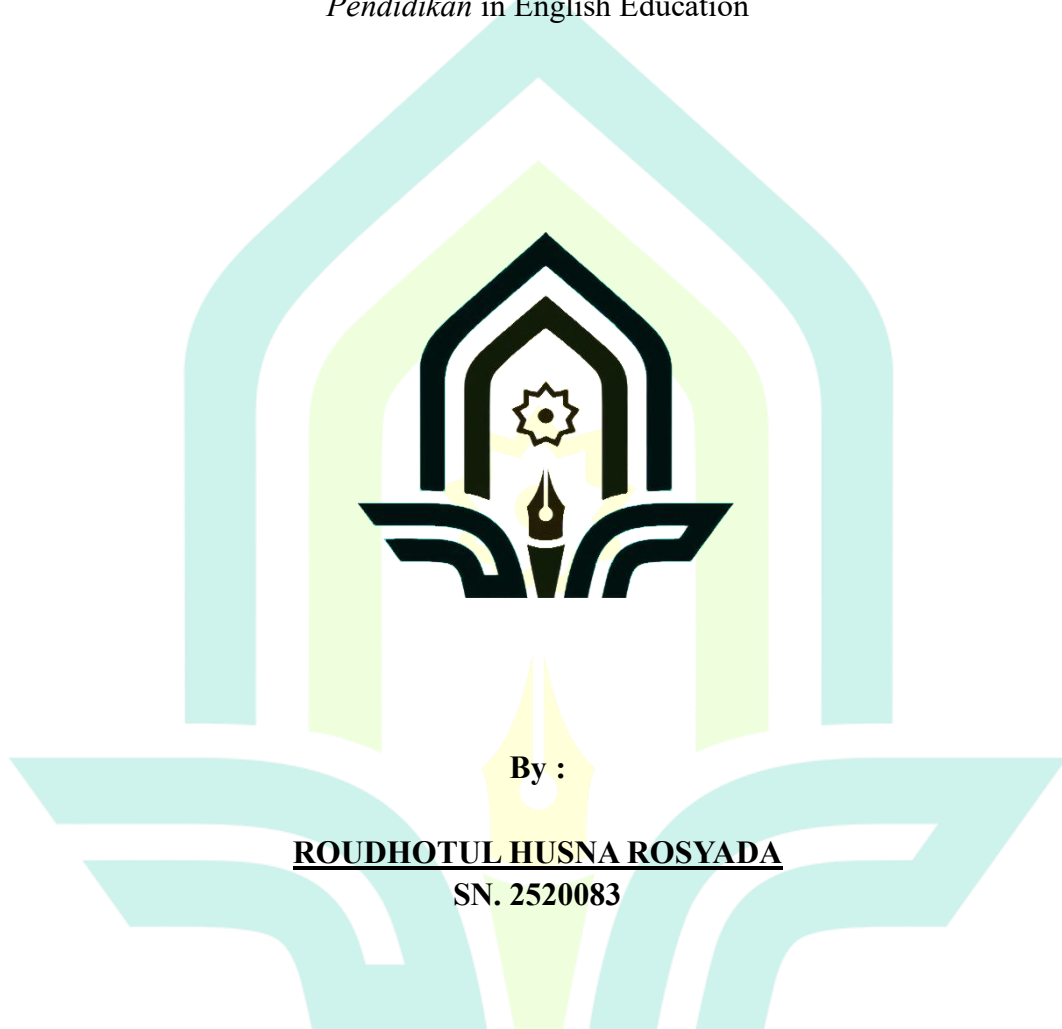 Pendidikan in English Education
By :
ROUDHOTUL HUSNA ROSYADA
SN. 2520083